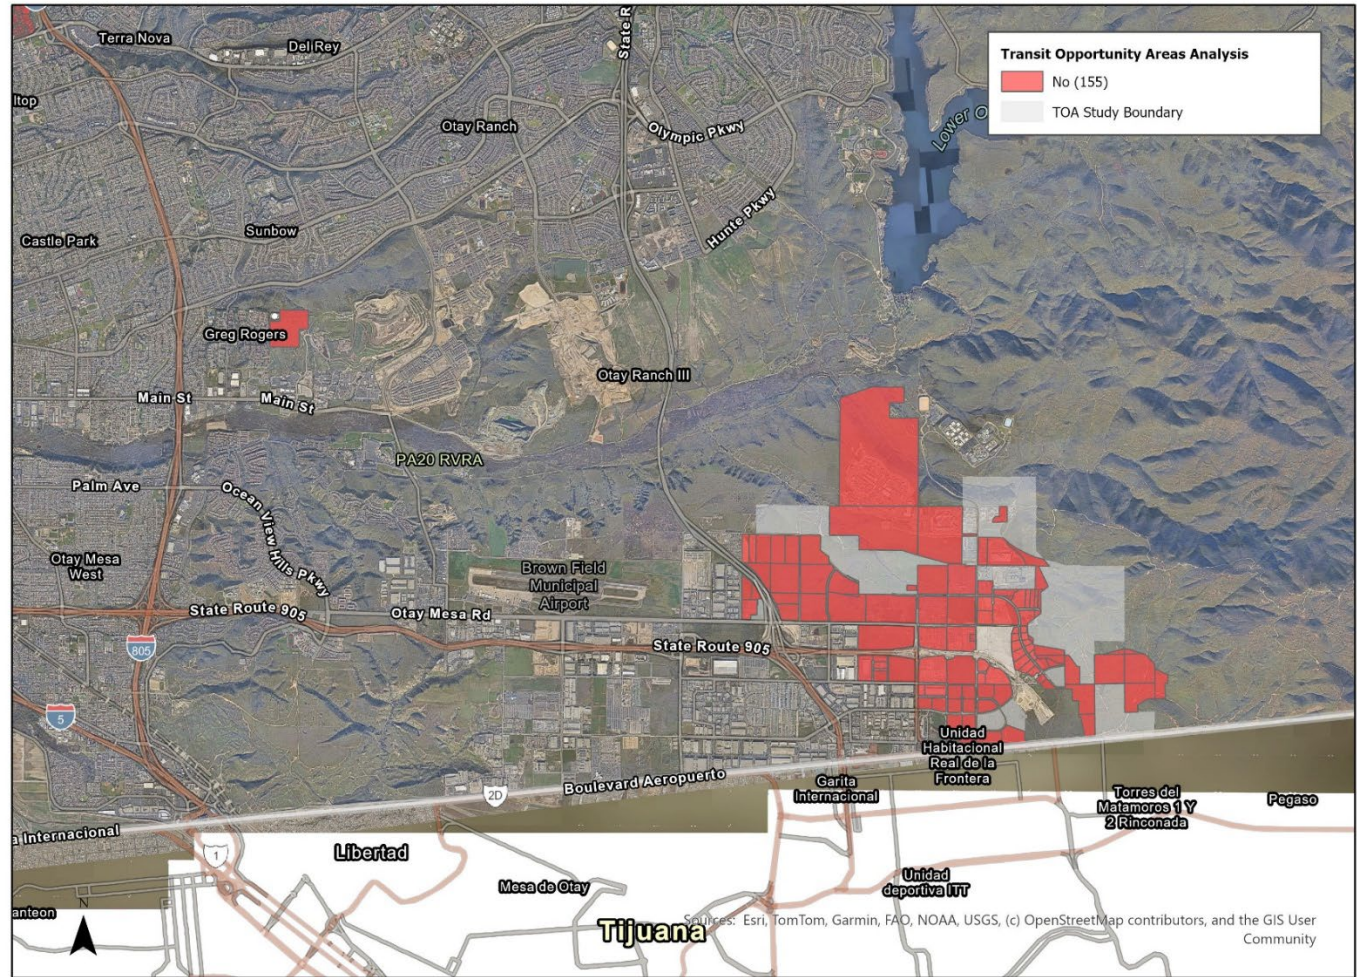 Transit Opportunity Areas Analysis
No (155)
TOA Study Boundary
Terra Nova
Del Rey
State R
ltop
Otay Ranch
Olympic Pkwy
Lower O
Hunte Pkwy
Castle Park
Sunbow
Greg Rogers
Otay Ranch III
Main St
Main St
PA20 RVRA
Palm Ave
Ocean View Hills Pkwy
Otay Mesa
West
Brown Field
Municipal
Airport
State Route 905
Otay Mesa Rd
State Route 905
805
5
Unidad
Habitacional
Real de la
Frontera
Boulevard Aeropuerto
2D
Garita
Internacional
Torres del
Matamoros 1 Y
2 Rinconada
Pegaso
a Internacional
1
Libertad
Mesa de Otay
Unidad
deportiva ITT
anteon
N
Tijuana
Sources: Esri, TomTom, Garmin, FAO, NOAA, USGS, (c) OpenStreetMap contributors, and the GIS User
Community